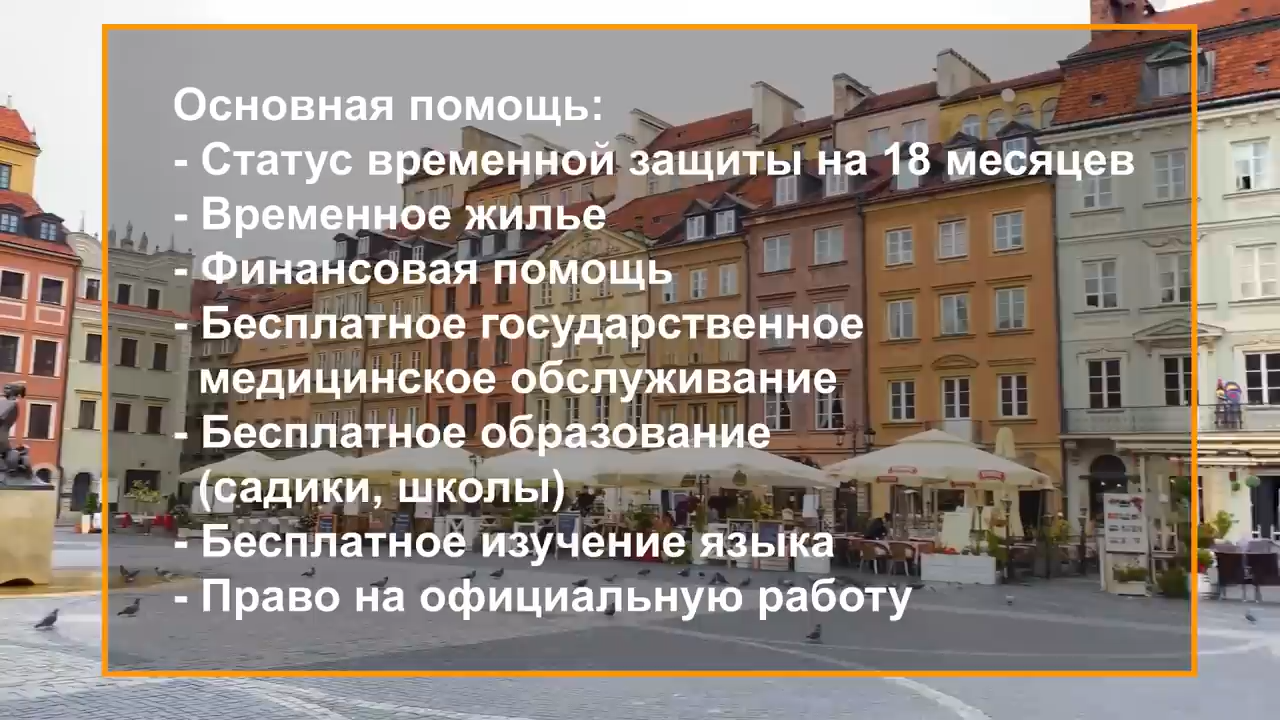 Основная помощь:
- Статус временной защиты на 18 месяцев
- Временное жилье
- Финансовая помощь
- Бесплатное государственное
медицинское обслуживание
- Бесплатное образование
(садики, школы)
- Бесплатное изучение языка
- Право на официальную работу